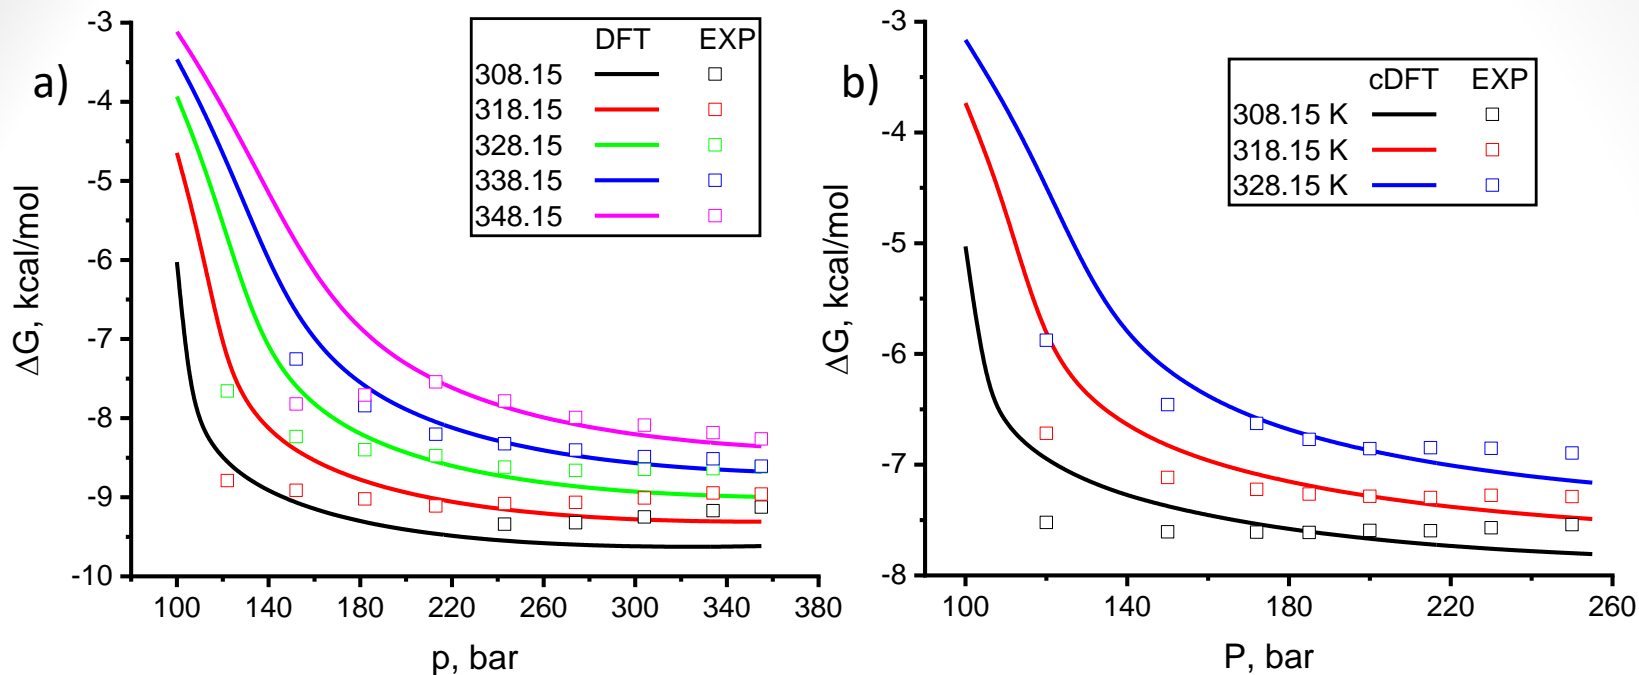 a)
ΔG, kcal/mol
-3
-4
-5
-6
-7
-8
-9
-10
100 140 180 220 260 300 340 380
p, bar
DFT EXP
308.15
318.15
328.15
338.15
348.15
b)
ΔG, kcal/mol
-3
-4
-5
-6
-7
-8
100 140 180 220 260
P, bar
cDFT EXP
308.15 K
318.15 K
328.15 K